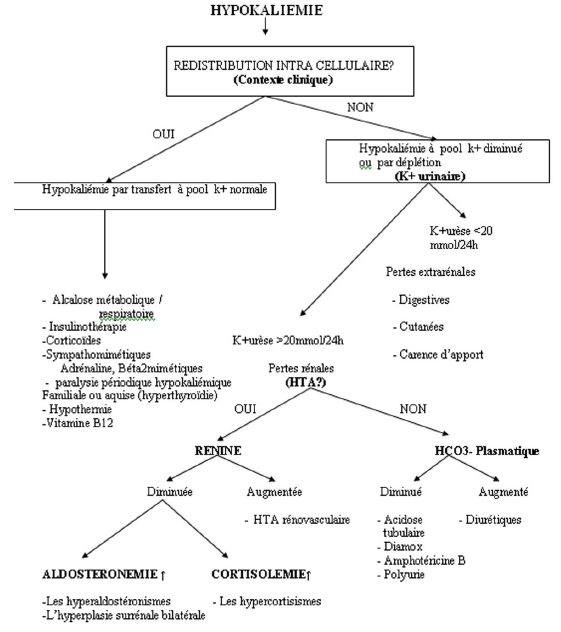 HYPOKALIEMIE
REDISTRIBUTION INTRA CELLULAIRE?
(Contexte clinique)
OUI
NON
Hypokaliémie par transfert à pool k+ normale
Hypokaliémie à pool k+ diminué
ou par déplétion
(K+ urinaire)
K+urèse <20
mmol/24h
Pertes extrarénales
- Digestives
- Cutanées
- Carence d'apport
- Alcalose métabolique /
respiratoire
- Insulinothérapie
-Corticoïdes
-Sympathomimétiques
Adrénaline, Béta2mimétiques
- paralysie périodique hypokaliémique
Familiale ou aquise (hyperthyroïdie)
- Hypothermie
-Vitamine B12
K+urèse >20mmol/24h
Pertes rénales
(HTA?)
OUI
NON
RENINE
HCO3- Plasmatique
Diminuée
Augmentée
- HTA rénovasculaire
Diminué
Augmenté
- Acidose
tubulaire
- Diamox
- Amphotéricine B
- Polyurie
- Diurétiques
ALDOSTERONEMIE ↑
CORTISOLEMIE↑
-Les hyperaldostéronismes
-L'hyperplasie surrénale bilatérale
- Les hypercortisismes